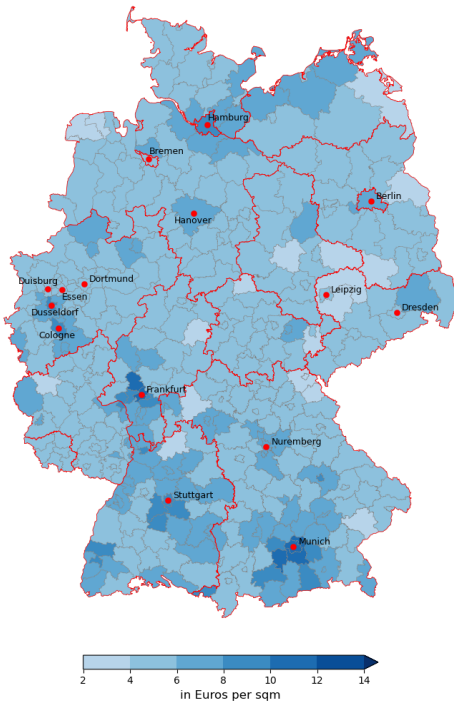 Hamburg
Bremen
Berlin
Hanover
Duisburg
Dortmund
Essen
Dusseldorf
Cologne
Leipzig
Dresden
Frankfurt
Nuremberg
Stuttgart
Munich
2 4 6 8 10 12 14
in Euros per sqm